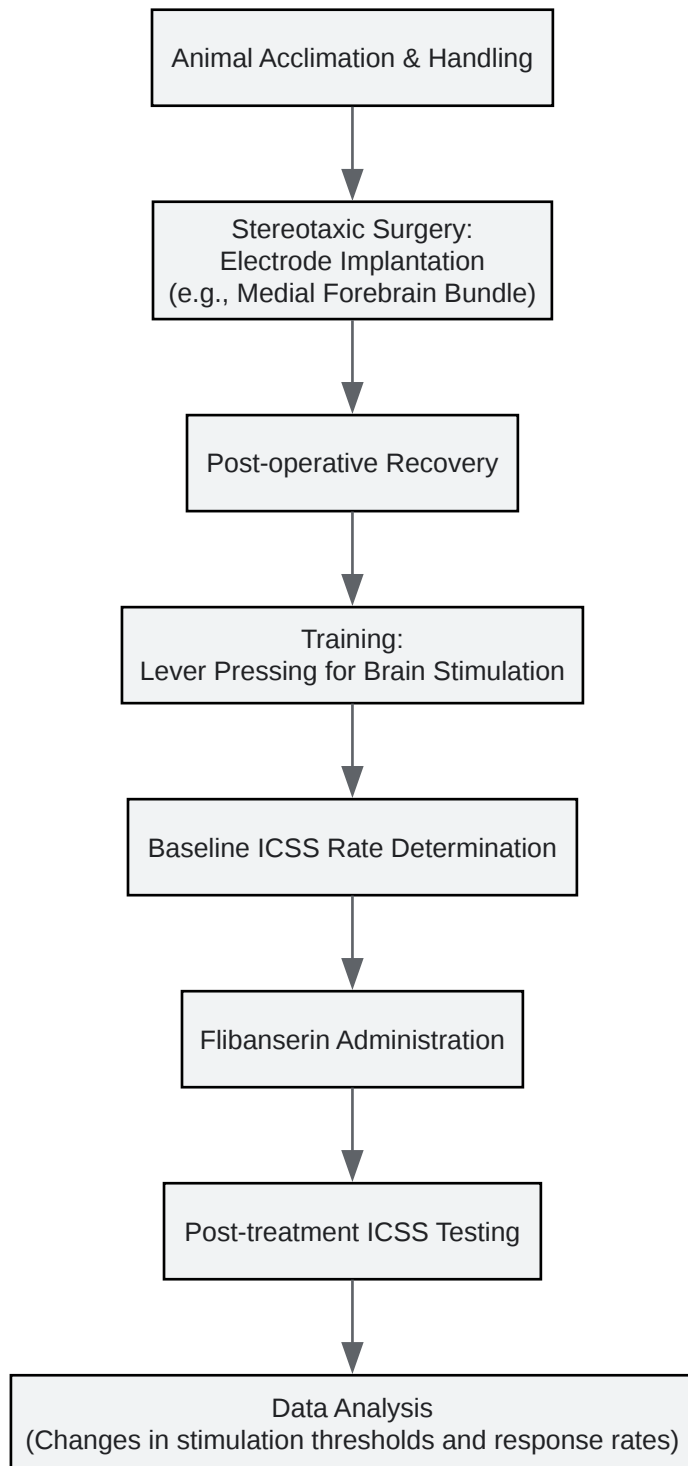 Animal Acclimation & Handling
Stereotaxic Surgery:
Electrode Implantation
(e.g., Medial Forebrain Bundle)
Post-operative Recovery
Training:
Lever Pressing for Brain Stimulation
Baseline ICSS Rate Determination
Flibanserin Administration
Post-treatment ICSS Testing
Data Analysis
(Changes in stimulation thresholds and response rates)